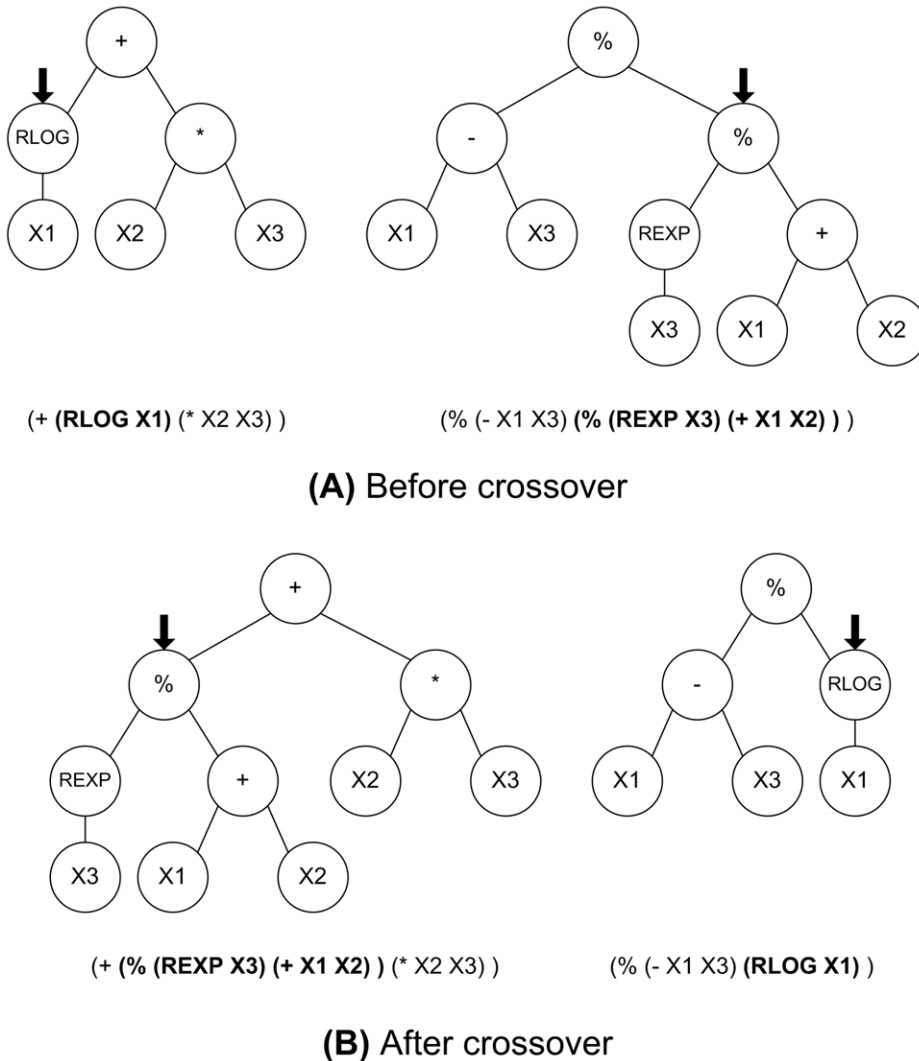 +
%
RLOG
*
-
%
X1
X2
X3
X1
X3
REXP
+
X3
X1
X2
(+ (RLOG X1) (* X2 X3) )
(% (- X1 X3) (% (REXP X3) (+ X1 X2) ) )
(A) Before crossover
+
%
%
*
-
RLOG
REXP
+
X2
X3
X1
X3
X1
X3
X1
X2
(+ (% (REXP X3) (+ X1 X2) ) (* X2 X3) )
(% (- X1 X3) (RLOG X1) )
(B) After crossover